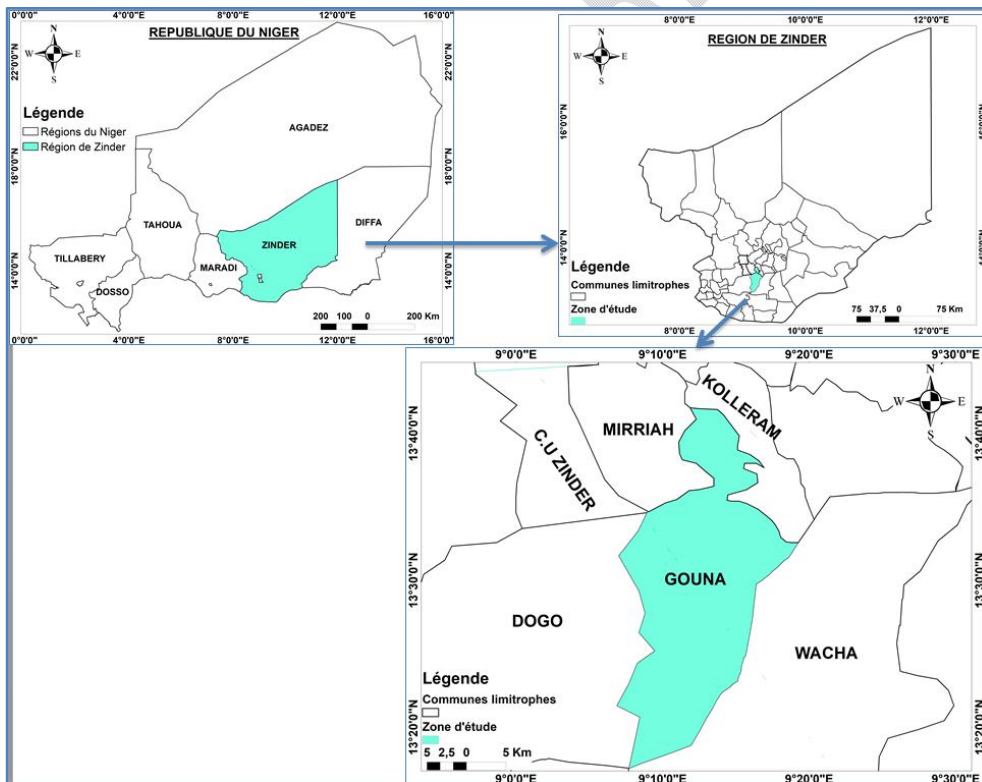 REPUBLIQUE DU NIGER
0°0'0" 4°0'0"E 8°0'0"E 12°0'0"E 16°0'0"E
N
W E
S
22°0'0"N
18°0'0"N
14°0'0"N
22°0'0"N
18°0'0"N
14°0'0"N
Légende
Régions du Niger
Région de Zinder
AGADEZ
TAHOUA
DIFFA
ZINDER
TILLABERY
MARADI
DOSSO
200 100 0 200 Km
0°0'0" 4°0'0"E 8°0'0"E 12°0'0"E 16°0'0"E
8°0'0"E 10°0'0"E 12°0'0"E
REGION DE ZINDER
N
W E
S
16°0'0"N
14°0'0"N
Légende
Communes limitrophes
Zone d'étude
75 37,5 0 75 Km
8°0'0"E 10°0'0"E 12°0'0"E
9°0'0"E 9°10'0"E 9°20'0"E 9°30'0"E
N
W E
S
13°40'0"N
13°30'0"N
13°20'0"N
13°40'0"N
13°30'0"N
13°20'0"N
KOLLERAM
MIRRIAH
C.U ZINDER
GOUNA
DOGO
WACHA
Légende
Communes limitrophes
Zone d'étude
5 2,5 0 5 Km
9°0'0"E 9°10'0"E 9°20'0"E 9°30'0"E